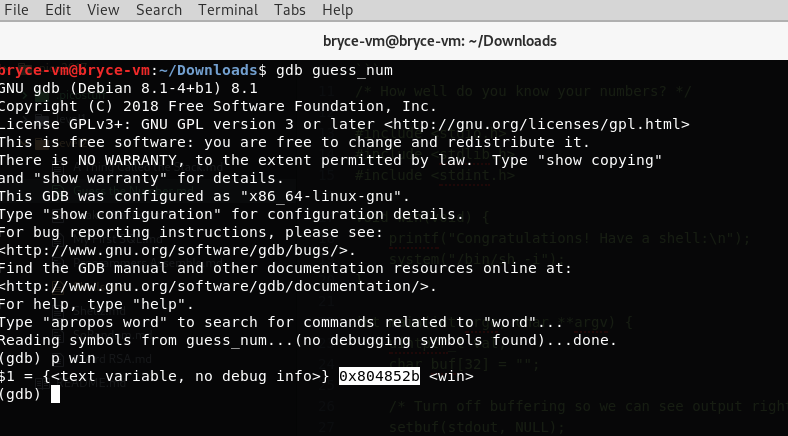 File Edit View Search Terminal Tabs Help
bryce-vm@bryce-vm: ~/Downloads
bryce-vm@bryce-vm:~/Downloads$ gdb guess_num
GNU gdb (Debian 8.1-4+b1) 8.1
Copyright (C) 2018 Free Software Foundation, Inc.
License GPLv3+: GNU GPL version 3 or later <http://gnu.org/licenses/gpl.html>
This is free software: you are free to change and redistribute it.
There is NO WARRANTY, to the extent permitted by law.  Type "show copying"
and "show warranty" for details.
This GDB was configured as "x86_64-linux-gnu".
Type "show configuration" for configuration details.
For bug reporting instructions, please see:
<http://www.gnu.org/software/gdb/bugs/>.
Find the GDB manual and other documentation resources online at:
<http://www.gnu.org/software/gdb/documentation/>.
For help, type "help".
Type "apropos word" to search for commands related to "word"...
Reading symbols from guess_num...(no debugging symbols found)...done.
(gdb) p win
$1 = {<text variable, no debug info>} 0x804852b <win>
(gdb)
/* How well do you know your numbers? */
#include <stdint.h>
printf("Congratulations! Have a shell:\n");
system("/bin/sh -i");
**argv) {
char buf[32] = "";
/* Turn off buffering so we can see output right
setbuf(stdout, NULL);